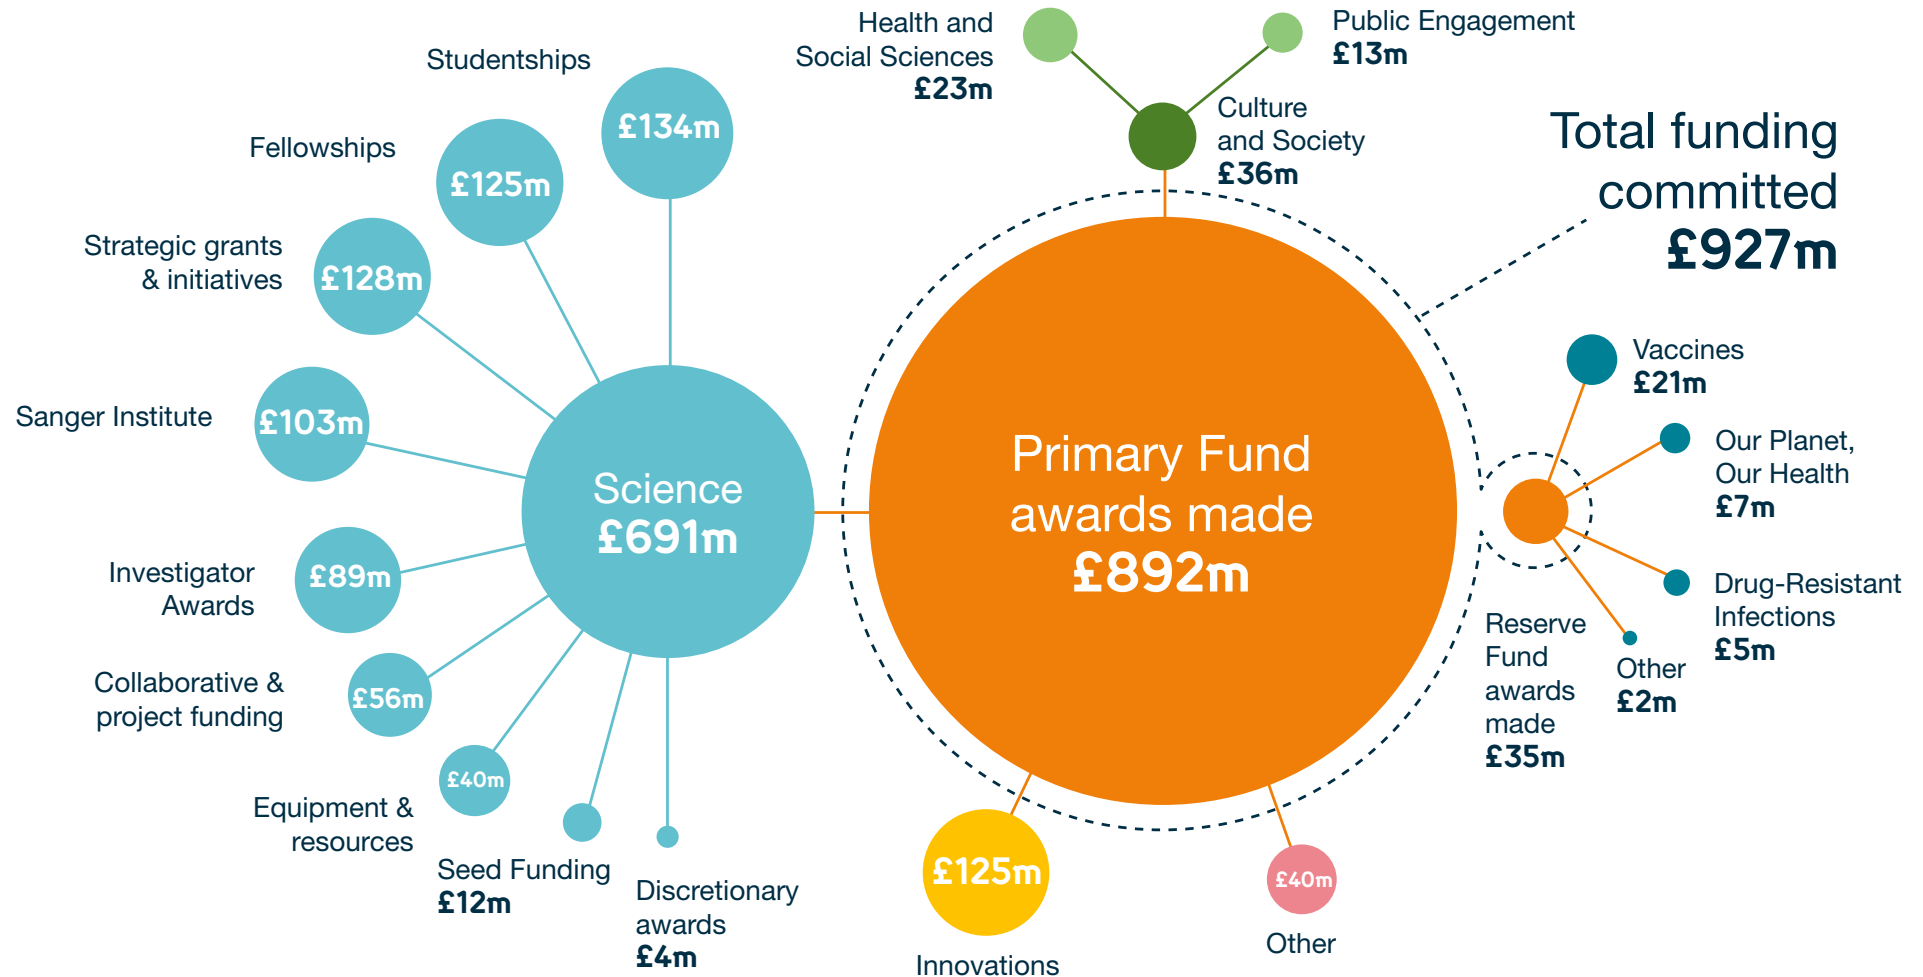 Studentships
£134m
Fellowships
£125m
Strategic grants
& initiatives
£128m
Sanger Institute
£103m
Investigator
Awards
£89m
Collaborative &
project funding
£56m
Equipment &
resources
£40m
Seed Funding
£12m
Discretionary
awards
£4m
Science
£691m
Health and
Social Sciences
£23m
Public Engagement
£13m
Culture
and Society
£36m
Primary Fund
awards made
£892m
Innovations
£125m
Other
£40m
Total funding
committed
£927m
Vaccines
£21m
Our Planet,
Our Health
£7m
Drug-Resistant
Infections
£5m
Other
£2m
Reserve
Fund
awards
made
£35m